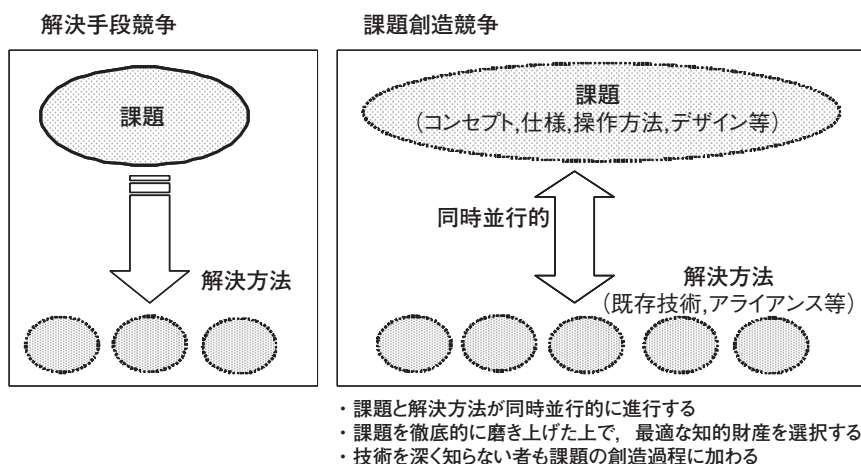 解決手段競争
課題
解決方法
課題創造競争
課題
（コンセプト,仕様,操作方法,デザイン等）
同時並行的
解決方法
（既存技術,アライアンス等）
・課題と解決方法が同時並行的に進行する
・課題を徹底的に磨き上げた上で，最適な知的財産を選択する
・技術を深く知らない者も課題の創造過程に加わる